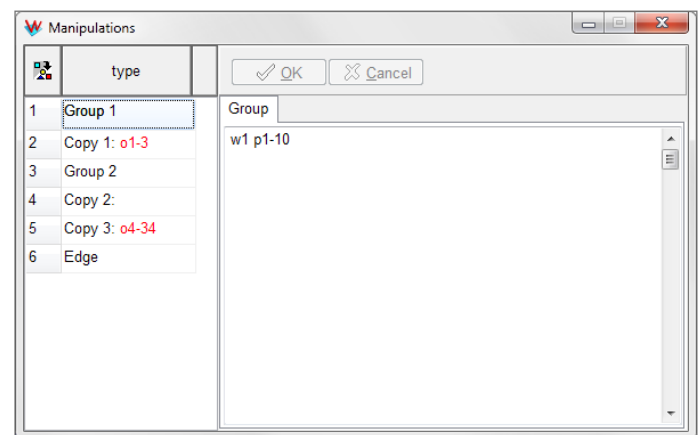 Manipulations
type
OK Cancel
1 Group 1
2 Copy 1: o1-3
3 Group 2
4 Copy 2:
5 Copy 3: o4-34
6 Edge
Group
w1 p1-10